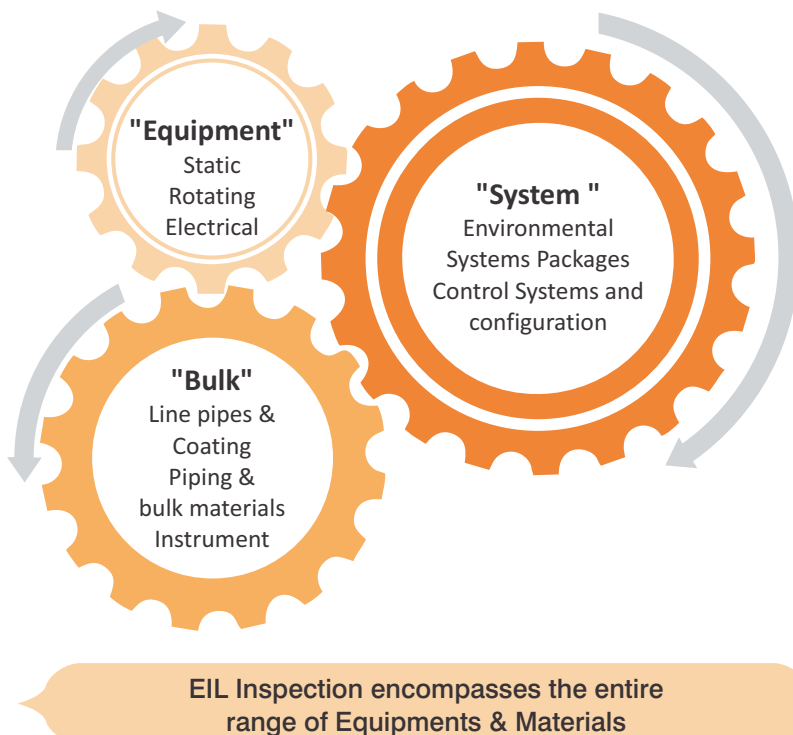 "Equipment"
Static
Rotating
Electrical
"System "
Environmental
Systems Packages
Control Systems and
configuration
"Bulk"
Line pipes &
Coating
Piping &
bulk materials
Instrument
EIL Inspection encompasses the entire
range of Equipments & Materials